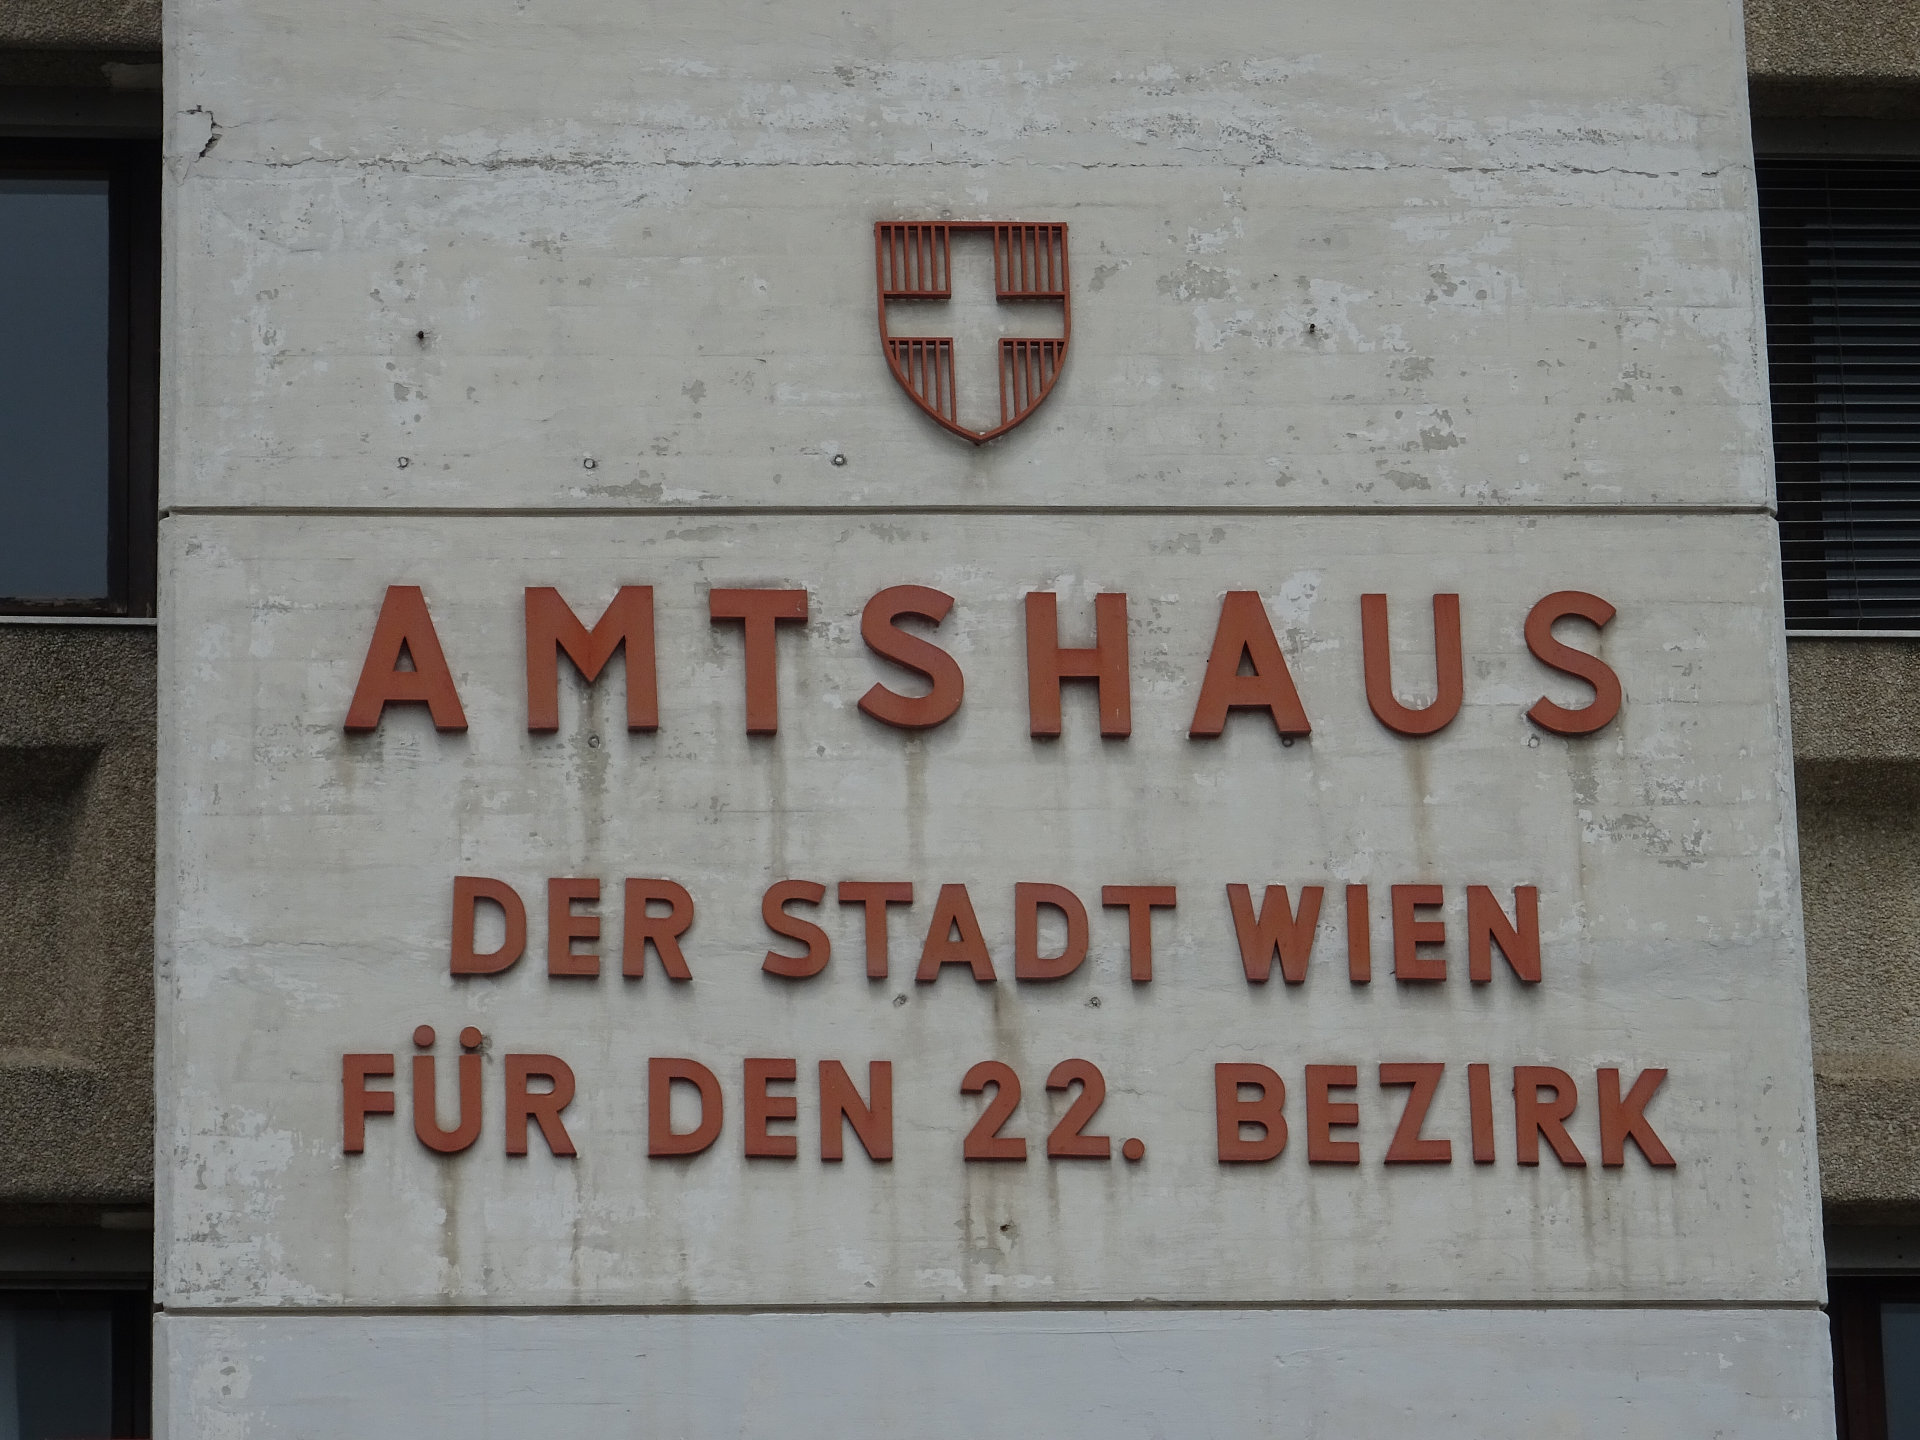 AMTSHAUS
DER STADT WIEN
FÜR DEN 22. BEZIRK